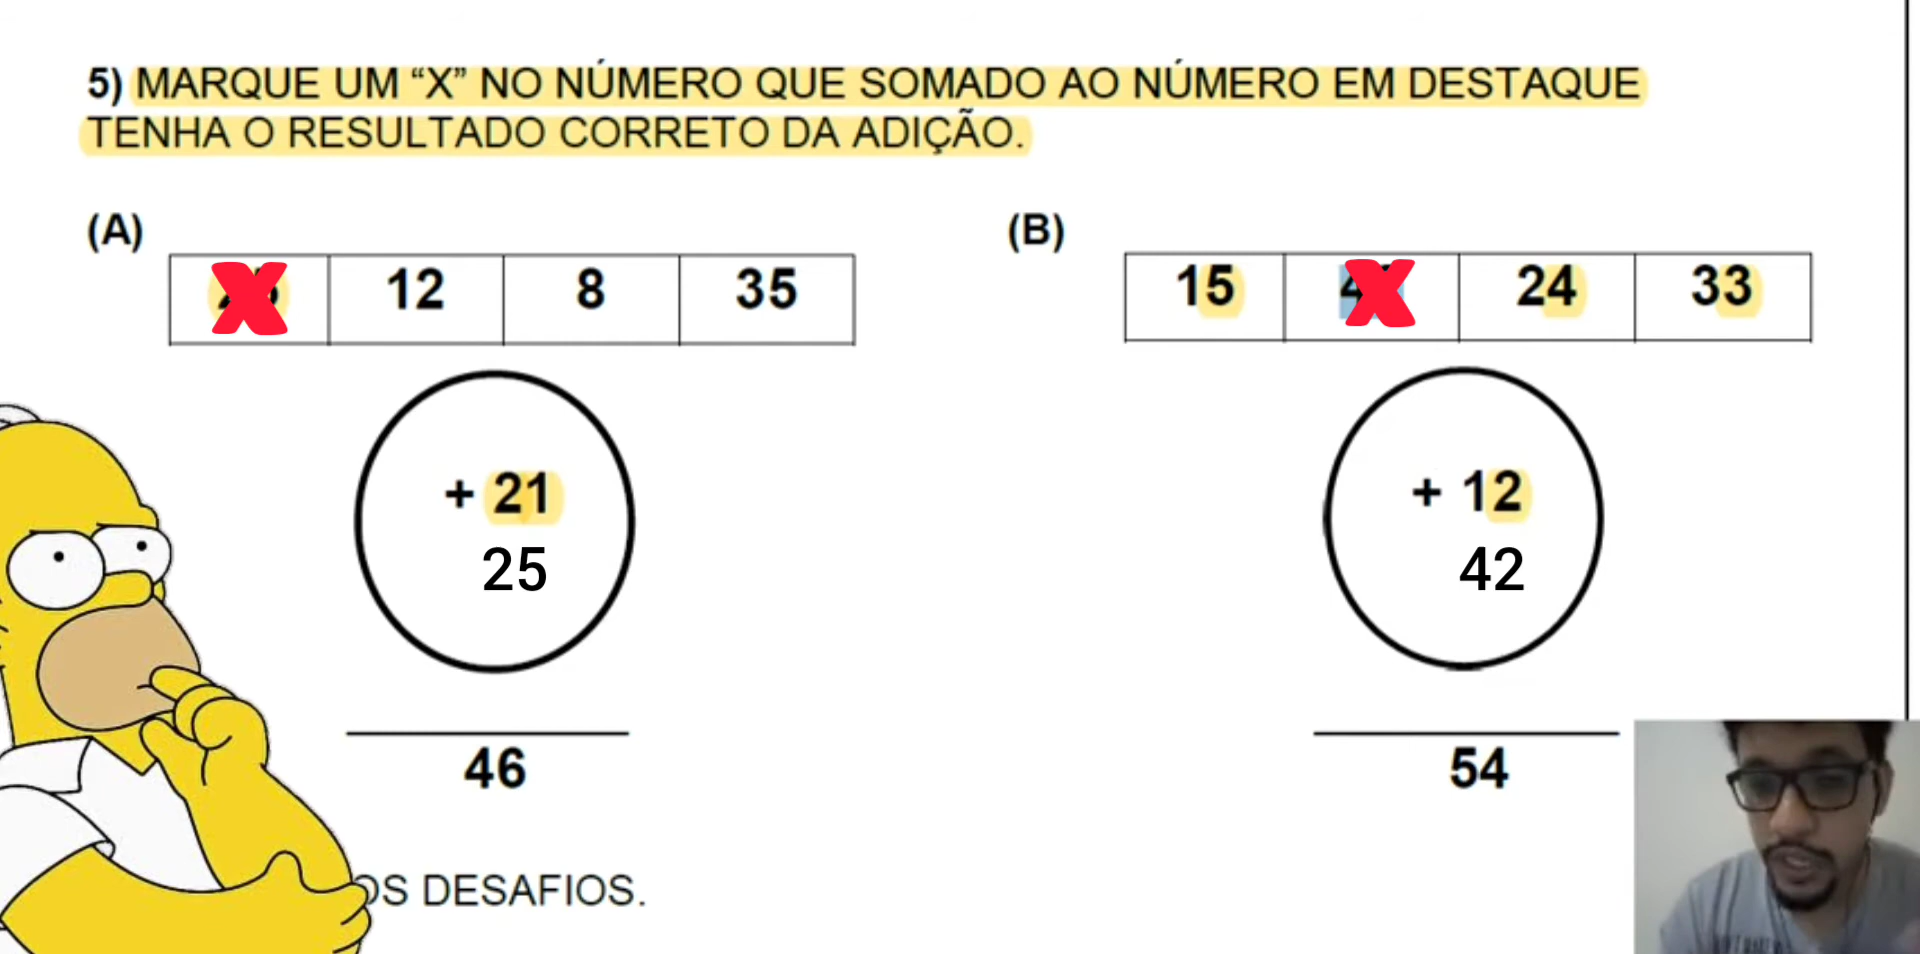 5) MARQUE UM “X” NO NÚMERO QUE SOMADO AO NÚMERO EM DESTAQUE
TENHA O RESULTADO CORRETO DA ADIÇÃO.
(A)
12 8 35
+ 21
25
46
(B)
15 24 33
+ 12
42
54
DESAFIOS.